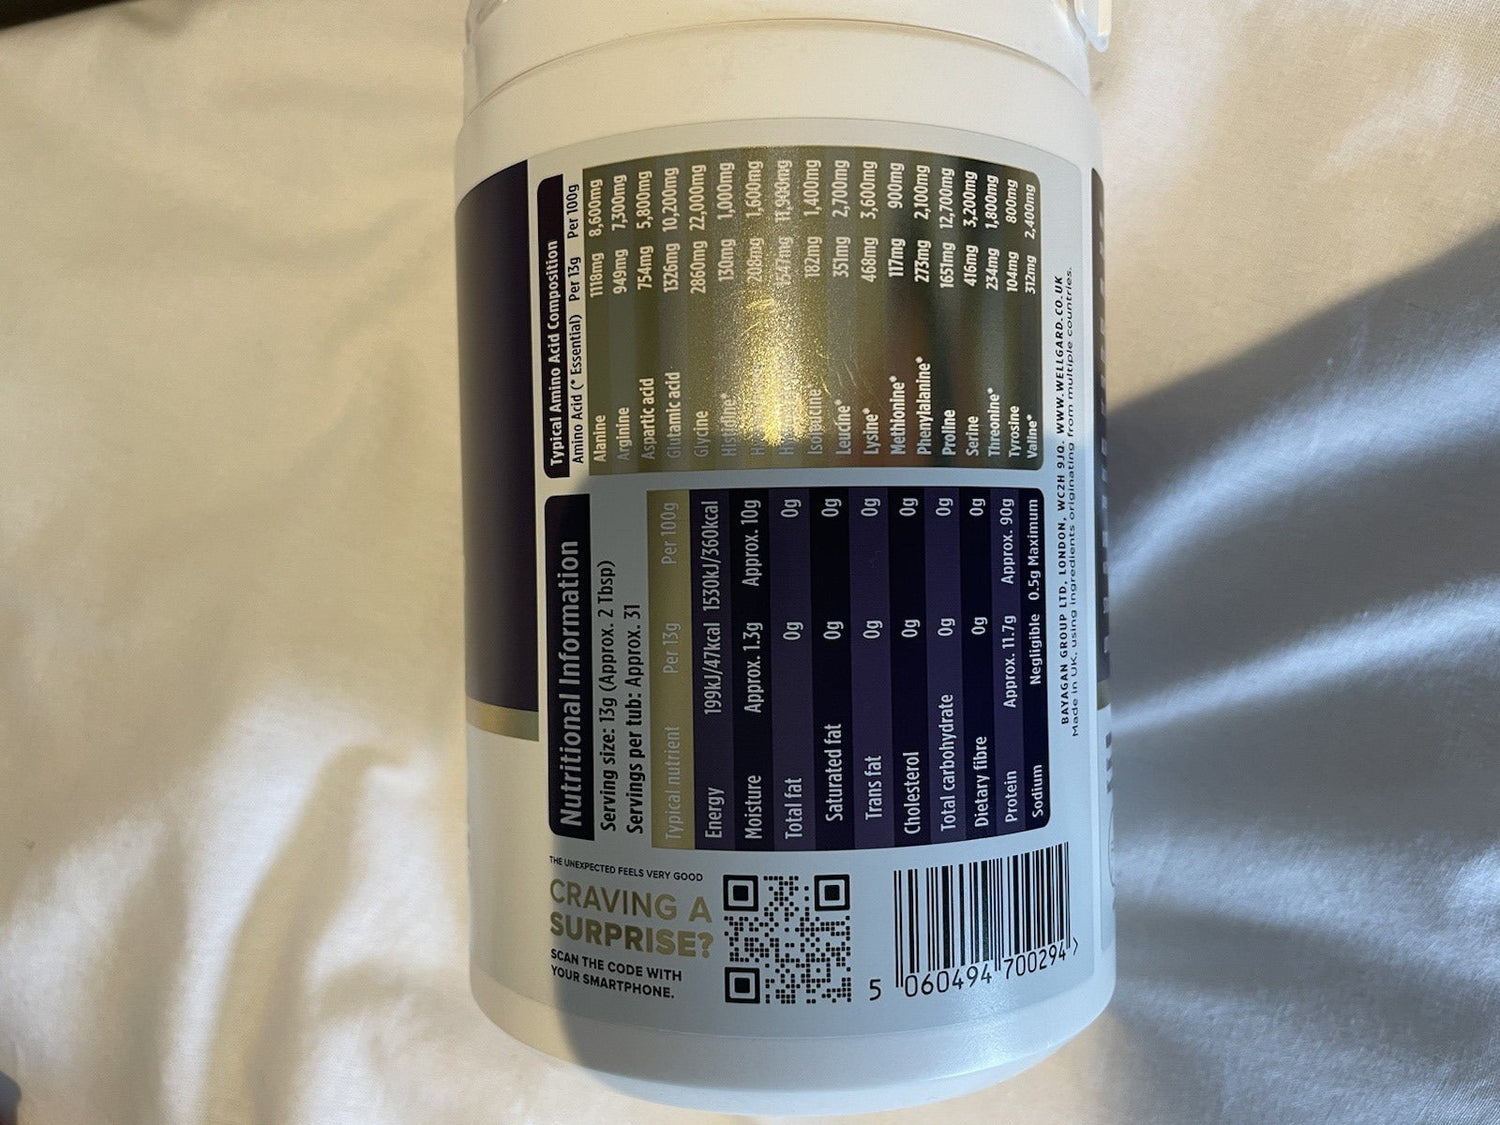 Typical Amino Acid Composition
Amino Acid (* Essential) Per 13g Per 100g
Alanine 1118mg 8,600mg
Arginine 949mg 7,300mg
Aspartic acid 754mg 5,800mg
Glutamic acid 1326mg 10,200mg
Glycine 2860mg 22,000mg
Histidine* 130mg 1,000mg
208mg 1,600mg
1547mg 11,900mg
Isoleucine* 182mg 1,400mg
Leucine* 351mg 2,700mg
Lysine* 468mg 3,600mg
Methionine* 117mg 900mg
Phenylalanine* 273mg 2,100mg
Proline 1651mg 12,700mg
Serine 416mg 3,200mg
Threonine* 234mg 1,800mg
Tyrosine 104mg 800mg
Valine* 312mg 2,400mg
Nutritional Information
Serving size: 13g (Approx. 2 Tbsp)
Servings per tub: Approx. 31
Typical nutrient Per 13g Per 100g
Energy 199kJ/47kcal 1530kJ/360kcal
Moisture Approx. 1.3g Approx. 10g
Total fat 0g 0g
Saturated fat 0g 0g
Trans fat 0g 0g
Cholesterol 0g 0g
Total carbohydrate 0g 0g
Dietary fibre 0g 0g
Protein Approx. 11.7g Approx. 90g
Sodium Negligible 0.5g Maximum
BAYAGAN GROUP LTD, LONDON, WC2H 9JQ. WWW.WELLGARD.CO.UK
Made in UK, using ingredients originating from multiple countries.
THE UNEXPECTED FEELS VERY GOOD
CRAVING A
SURPRISE?
SCAN THE CODE WITH
YOUR SMARTPHONE.
5 060494 700294 >